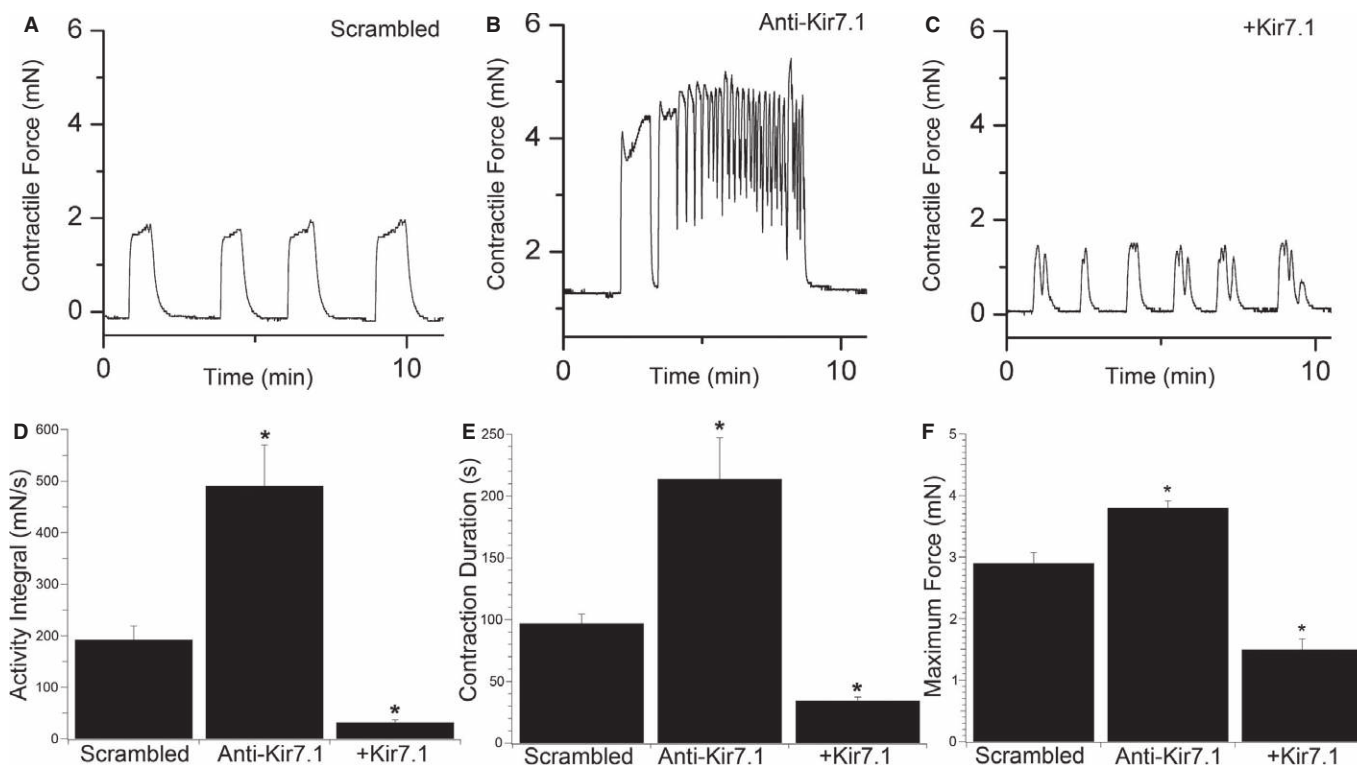 A
Scrambled
Contractile Force (mN)
6
4
2
0
0
10
Time (min)
B
Anti-Kir7.1
Contractile Force (mN)
6
4
2
0
10
Time (min)
C
+Kir7.1
Contractile Force (mN)
6
4
2
0
0
10
Time (min)
D
Activity Integral (mN/s)
600
500
400
300
200
100
0
*
*
Scrambled
Anti-Kir7.1
+Kir7.1
E
Contraction Duration (s)
250
200
150
100
50
0
*
*
Scrambled
Anti-Kir7.1
+Kir7.1
F
Maximum Force (mN)
5
4
3
2
1
0
*
*
Scrambled
Anti-Kir7.1
+Kir7.1